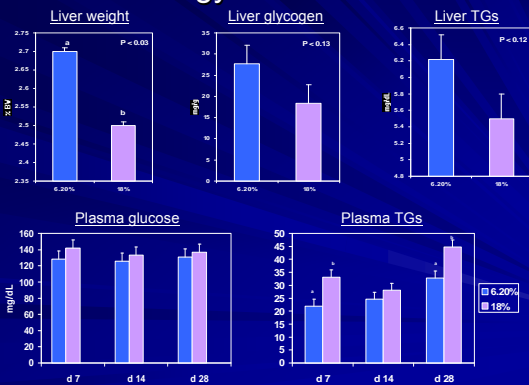 Liver weight
Liver glycogen
Liver TGs
2.75
2.7
2.65
2.6
2.55
2.5
2.45
2.4
2.35
% BW
a
b
P < 0.03
6.20%
18%
35
30
25
20
15
10
5
0
mg/g
P < 0.13
6.20%
18%
6.6
6.4
6.2
6
5.8
5.6
5.4
5.2
5
4.8
mg/dL
P < 0.12
6.20%
18%
Plasma glucose
Plasma TGs
160
140
120
100
80
60
40
20
0
mg/dL
d 7
d 14
d 28
50
45
40
35
30
25
20
15
10
5
0
a
b
a
b
d 7
d 14
d 28
6.20%
18%